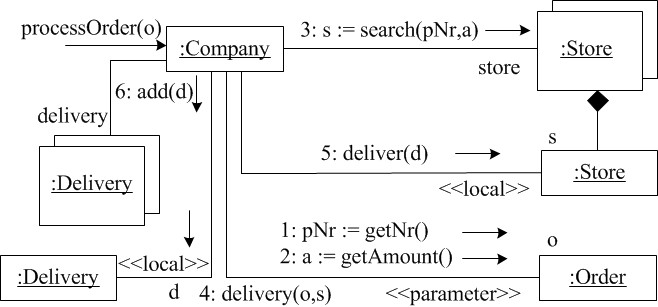 processOrder(o)
:Company
3: s := search(pNr,a)
:Store
store
6: add(d)
delivery
s
5: deliver(d)
:Delivery
:Store
<<local>>
1: pNr := getNr()
o
2: a := getAmount()
:Delivery
<<local>>
:Order
d
4: delivery(o,s)
<<parameter>>